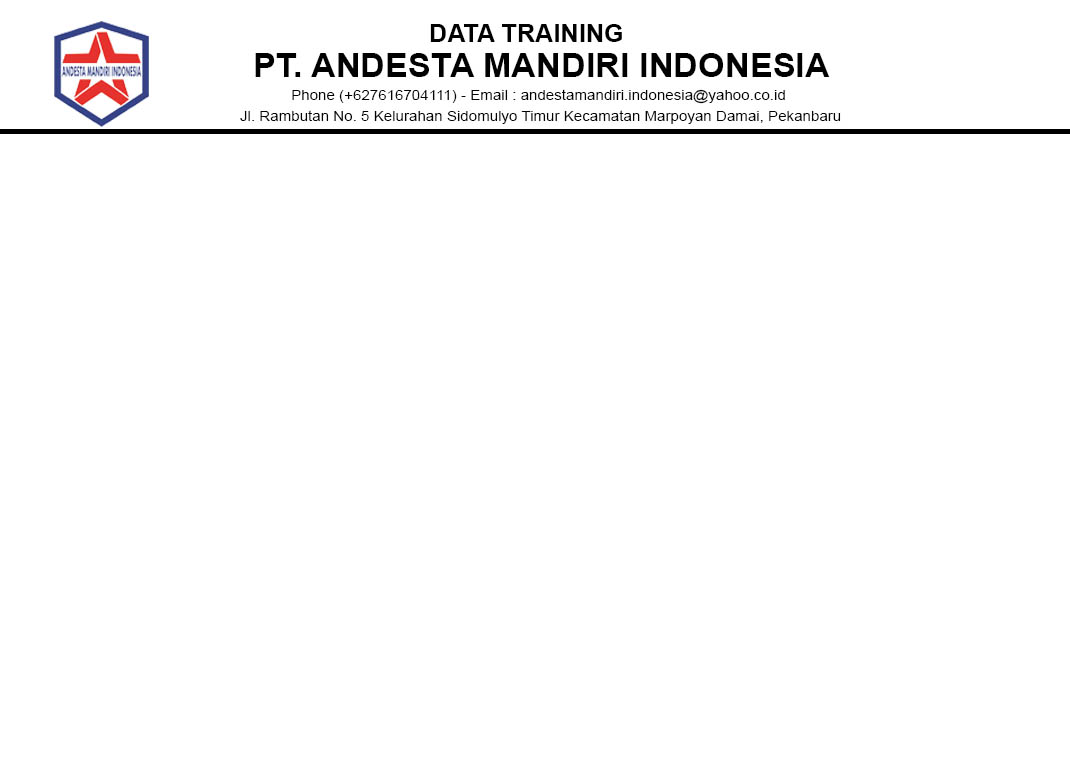 DATA TRAINING
PT. ANDESTA MANDIRI INDONESIA
Phone (+627616704111) - Email : andestamandiri.indonesia@yahoo.co.id
Jl. Rambutan No. 5 Kelurahan Sidomulyo Timur Kecamatan Marpoyan Damai, Pekanbaru
ANDESTA MANDIRI INDONESIA